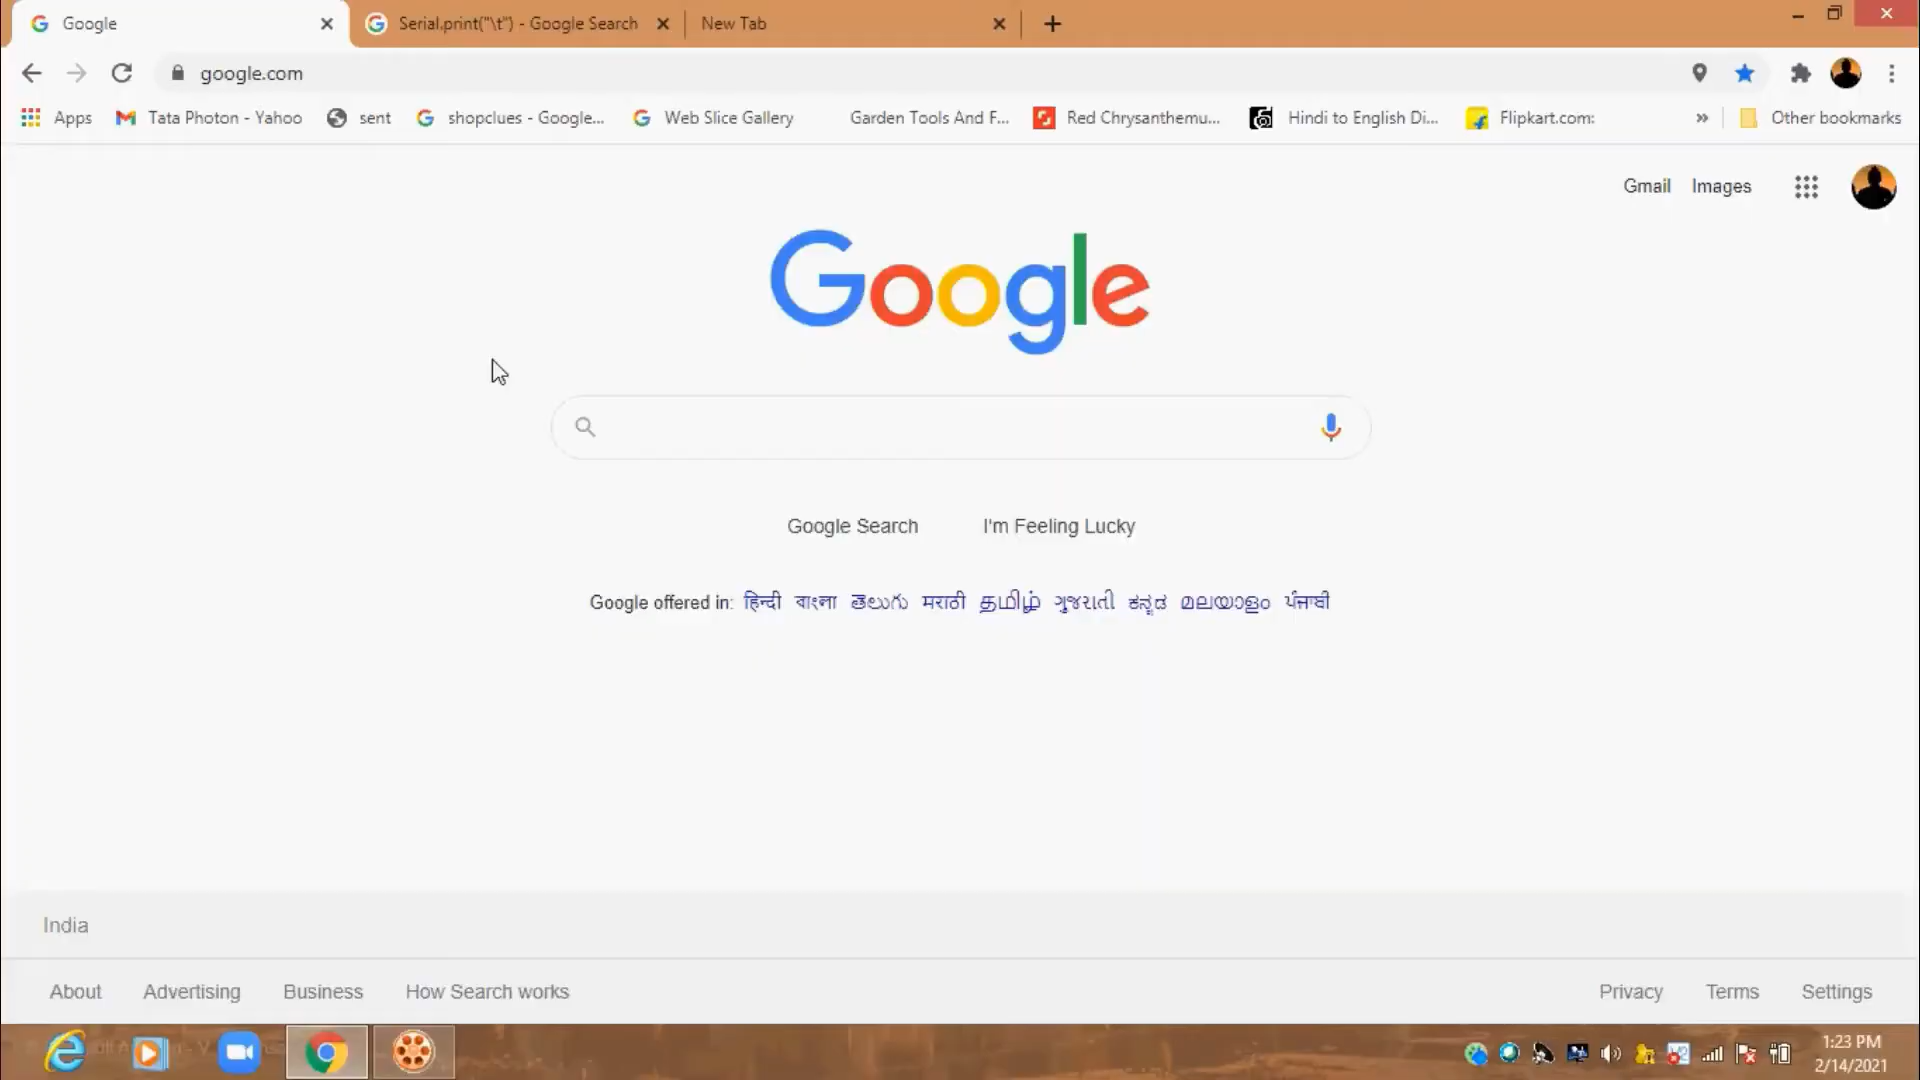 Google
Serial.print("\t") - Google Search
New Tab
google.com
Apps
Tata Photon - Yahoo
sent
shopclues - Google...
Web Slice Gallery
Garden Tools And F...
Red Chrysanthemu...
Hindi to English Di...
Flipkart.com:
»
Other bookmarks
Gmail Images
Google
Google Search I'm Feeling Lucky
Google offered in: हिन्दी বাংলা తెలుగు मराठी தமிழ் ગુજરાતી ಕನ್ನಡ മലയാളം ਪੰਜਾਬੀ
India
About Advertising Business How Search works
Privacy Terms Settings
1:23 PM
2/14/2021